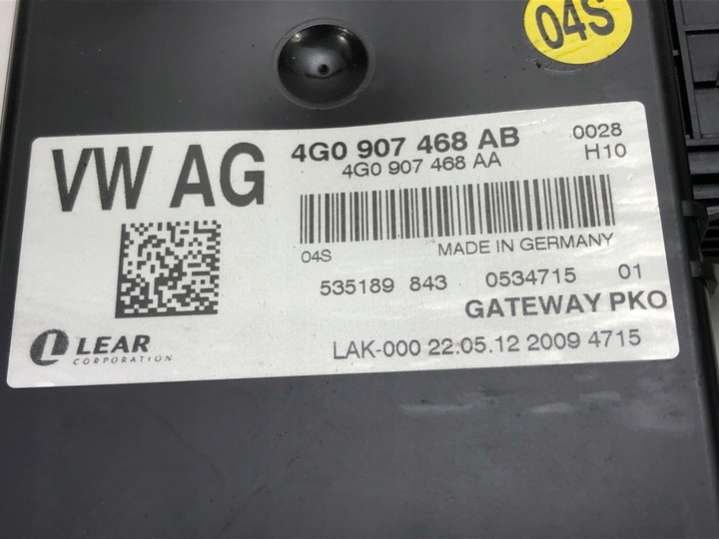 04S
VW AG
4G0 907 468 AB
4G0 907 468 AA
0028
H10
04S
MADE IN GERMANY
535189 843 0534715 01
GATEWAY PKO
LEAR
CORPORATION
LAK-000 22.05.12 2009 4715